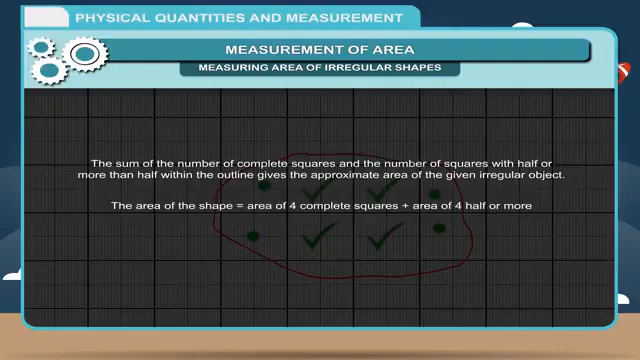 PHYSICAL QUANTITIES AND MEASUREMENT
MEASUREMENT OF AREA
MEASURING AREA OF IRREGULAR SHAPES
The sum of the number of complete squares and the number of squares with half or
more than half within the outline gives the approximate area of the given irregular object.
The area of the shape = area of 4 complete squares + area of 4 half or more